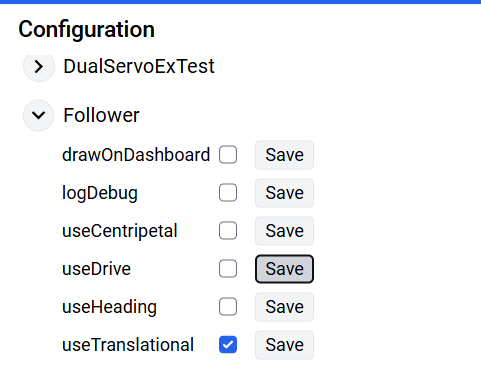 Configuration
DualServoExTest
Follower
drawOnDashboard Save
logDebug Save
useCentripetal Save
useDrive Save
useHeading Save
useTranslational Save